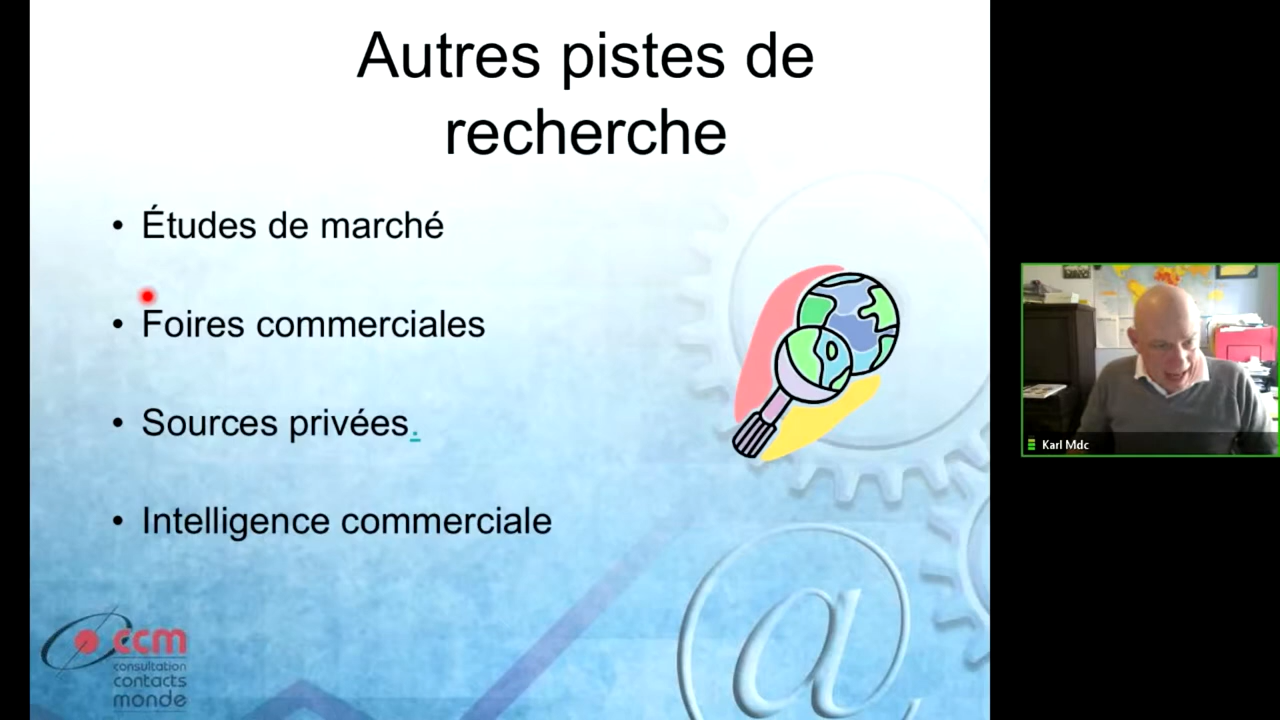 Autres pistes de
recherche
• Études de marché
• Foires commerciales
• Sources privées.
• Intelligence commerciale
ccm
consultation
contacts
monde
@
Karl Mdc